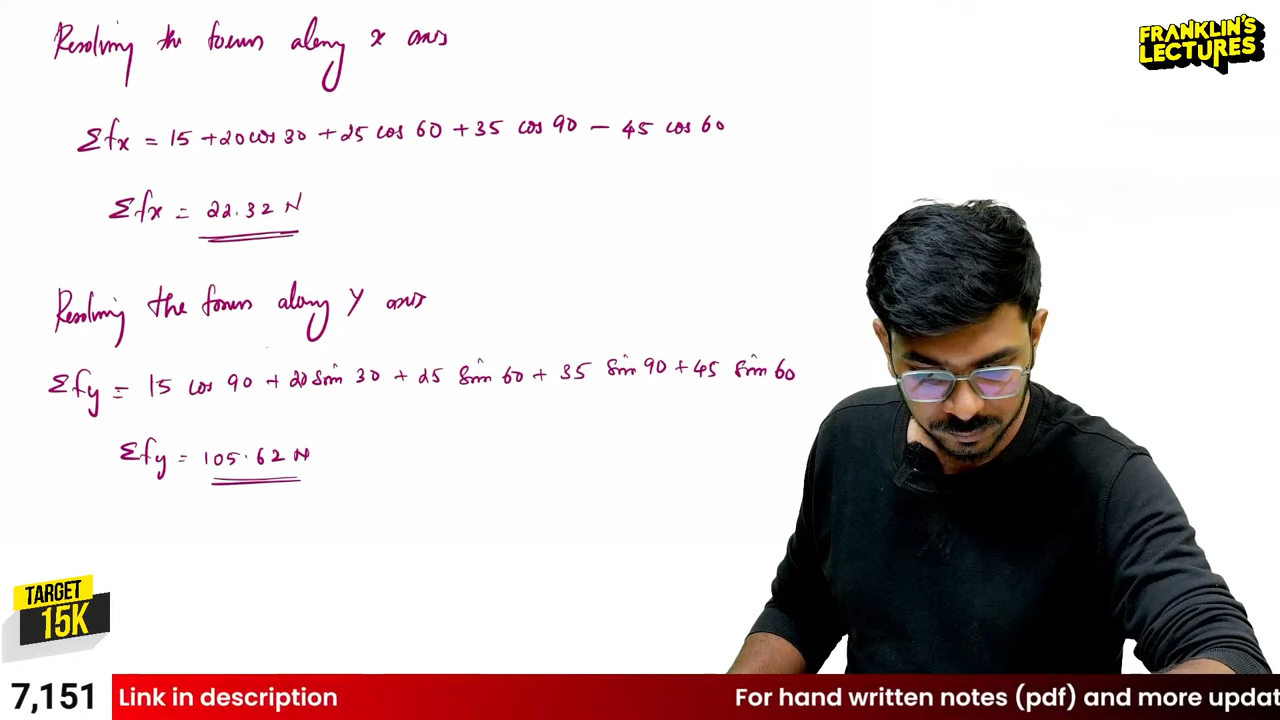 FRANKLIN'S
LECTURES
Resolving the forces along x axis
Σfx = 15 + 20 cos 30 + 25 cos 60 + 35 cos 90 - 45 cos 60
Σfx = 22.32 N
Resolving the forces along Y axis
Σfy = 15 cos 90 + 20 sin 30 + 25 sin 60 + 35 sin 90 + 45 sin 60
Σfy = 105.62 N
TARGET
15K
7,151 Link in description For hand written notes (pdf) and more updat